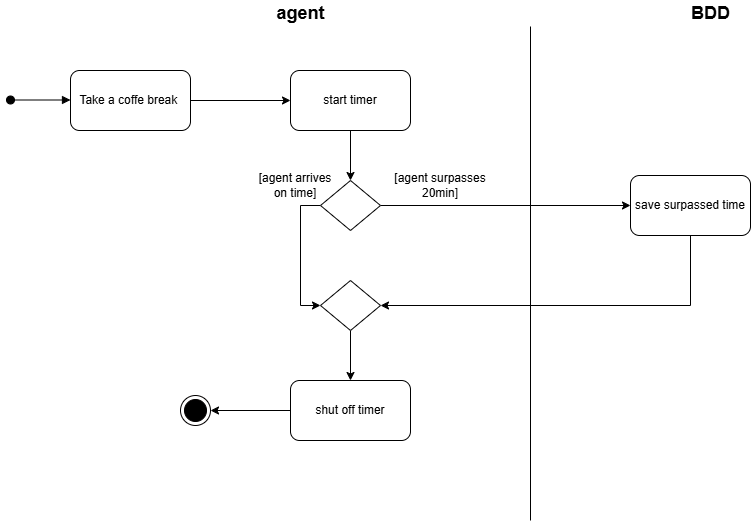 agent
BDD
Take a coffe break
start timer
[agent arrives
on time]
[agent surpasses
20min]
save surpassed time
shut off timer